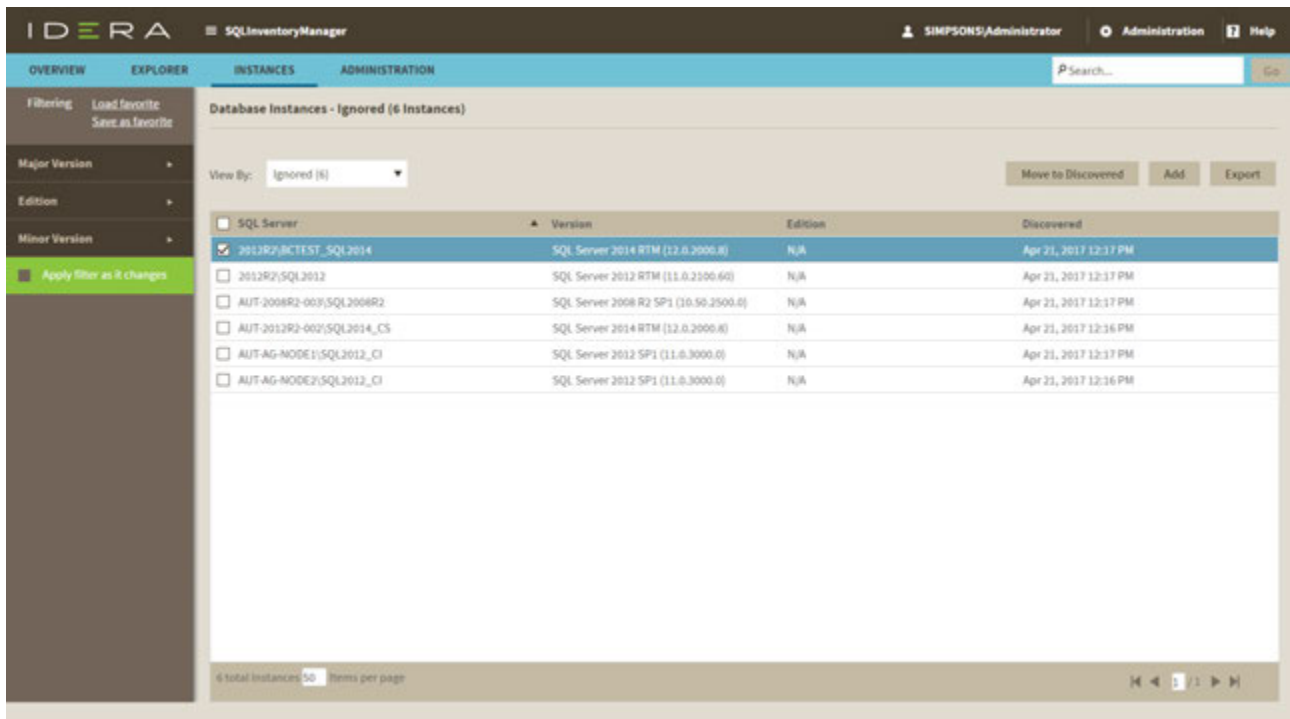 IDERA SQLInventoryManager SIMPSONS\Administrator Administration ? Help
OVERVIEW EXPLORER INSTANCES ADMINISTRATION Search... Go
Filtering Load favorite
Save as favorite
Database Instances - Ignored (6 Instances)
Major Version
Edition
Minor Version
Apply filter as it changes
View By: Ignored (6) Move to Discovered Add Export
SQL Server Version Edition Discovered
2012R2\BCTEST_SQL2014 SQL Server 2014 RTM (12.0.2000.8) N/A Apr 21, 2017 12:17 PM
2012R2\SQL2012 SQL Server 2012 RTM (11.0.2100.60) N/A Apr 21, 2017 12:17 PM
AUT-2008R2-003\SQL2008R2 SQL Server 2008 R2 SP1 (10.50.2500.0) N/A Apr 21, 2017 12:17 PM
AUT-2012R2-002\SQL2014_CS SQL Server 2014 RTM (12.0.2000.8) N/A Apr 21, 2017 12:16 PM
AUT-AG-NODE1\SQL2012_CI SQL Server 2012 SP1 (11.0.3000.0) N/A Apr 21, 2017 12:17 PM
AUT-AG-NODE2\SQL2012_CI SQL Server 2012 SP1 (11.0.3000.0) N/A Apr 21, 2017 12:16 PM
6 total instances 50 items per page 1 / 1